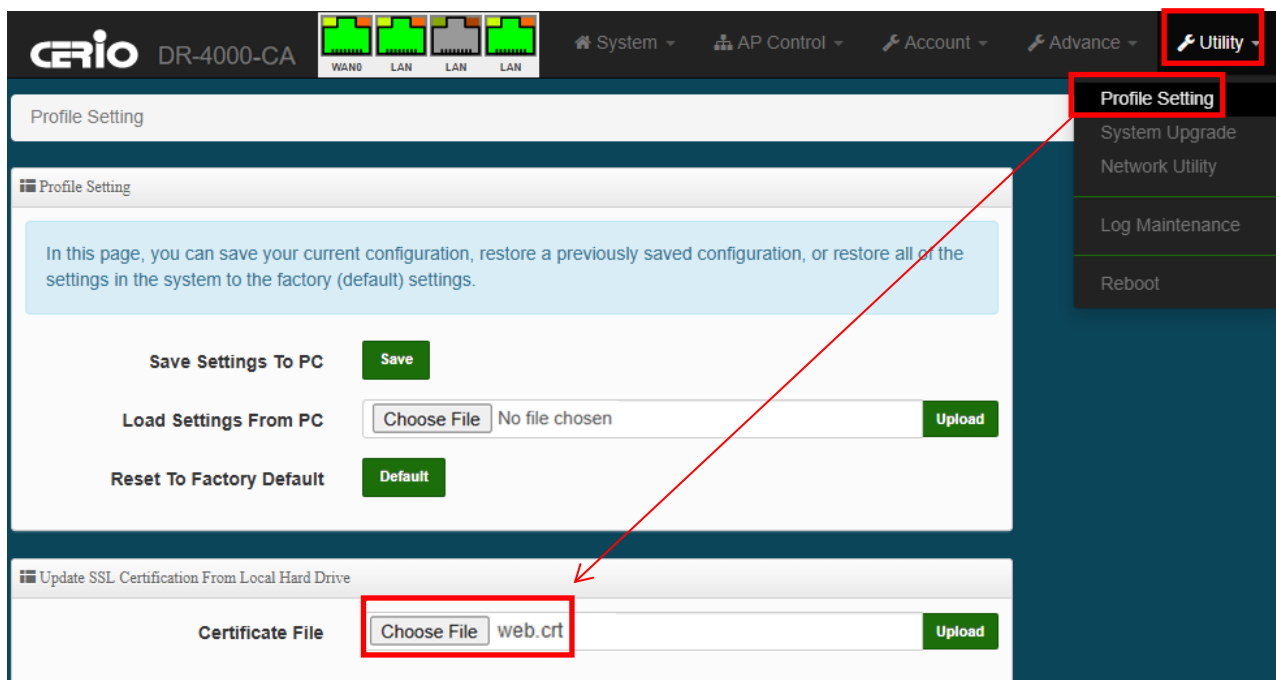 CERIO DR-4000-CA
WAN0 LAN LAN LAN
System AP Control Account Advance Utility
Profile Setting
System Upgrade
Network Utility
Log Maintenance
Reboot
Profile Setting
Profile Setting
In this page, you can save your current configuration, restore a previously saved configuration, or restore all of the
settings in the system to the factory (default) settings.
Save Settings To PC Save
Load Settings From PC Choose File No file chosen Upload
Reset To Factory Default Default
Update SSL Certification From Local Hard Drive
Certificate File Choose File web.crt Upload